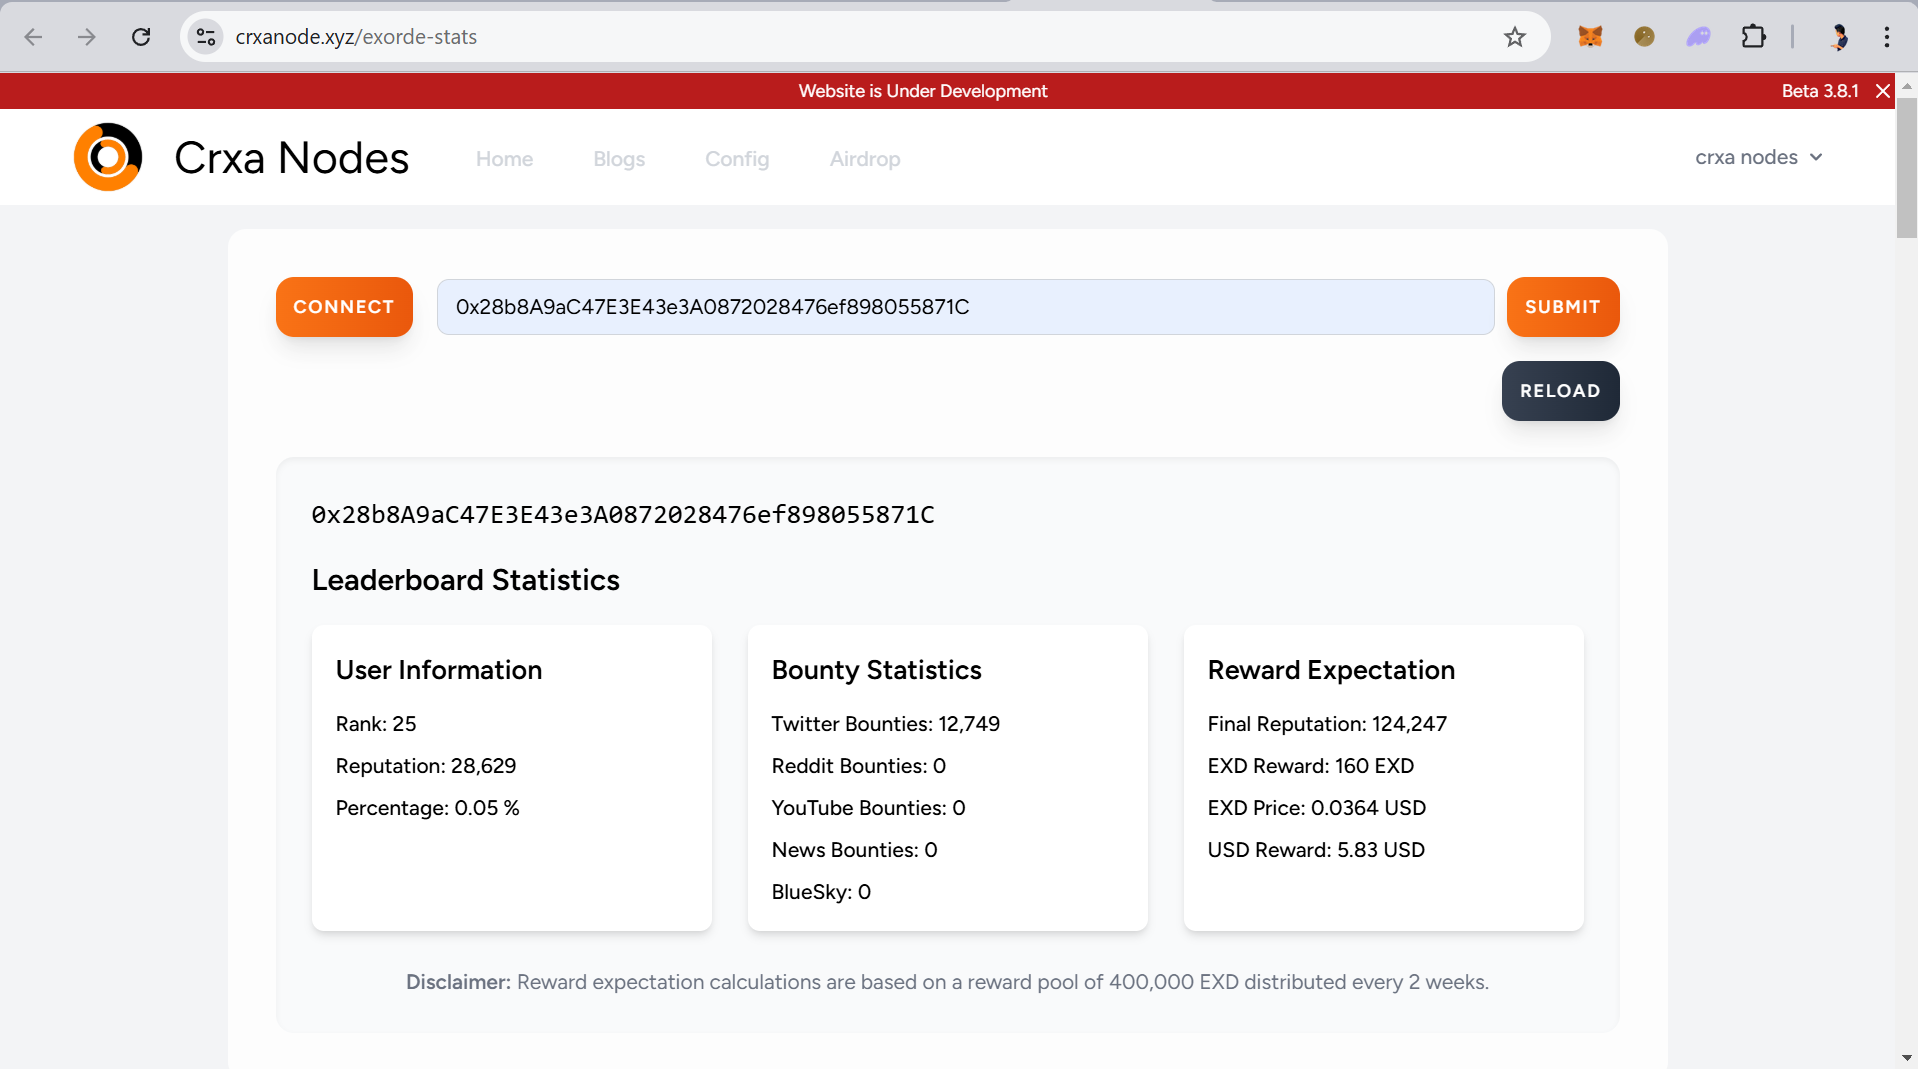 crxanode.xyz/exorde-stats
Website is Under Development
Beta 3.8.1
Crxa Nodes
Home
Blogs
Config
Airdrop
crxa nodes
CONNECT
0x28b8A9aC47E3E43e3A0872028476ef898055871C
SUBMIT
RELOAD
0x28b8A9aC47E3E43e3A0872028476ef898055871C
Leaderboard Statistics
User Information
Rank: 25
Reputation: 28,629
Percentage: 0.05 %
Bounty Statistics
Twitter Bounties: 12,749
Reddit Bounties: 0
YouTube Bounties: 0
News Bounties: 0
BlueSky: 0
Reward Expectation
Final Reputation: 124,247
EXD Reward: 160 EXD
EXD Price: 0.0364 USD
USD Reward: 5.83 USD
Disclaimer: Reward expectation calculations are based on a reward pool of 400,000 EXD distributed every 2 weeks.